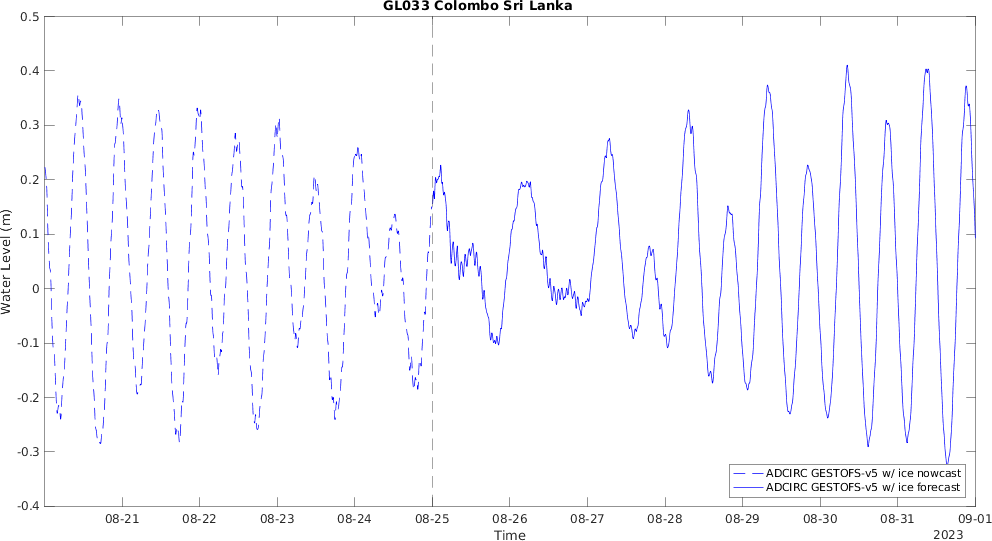 GL033 Colombo Sri Lanka
0.5
0.4
0.3
0.2
0.1
0
-0.1
-0.2
-0.3
-0.4
Water Level (m)
ADCIRC GESTOFS-v5 w/ ice nowcast
ADCIRC GESTOFS-v5 w/ ice forecast
08-21 08-22 08-23 08-24 08-25 08-26 08-27 08-28 08-29 08-30 08-31 09-01
Time
2023